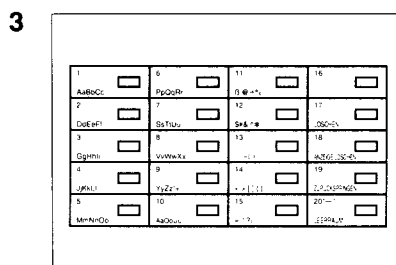 3
1
6
11
16
AaBbCc
PpQqRr
2
7
12
17
DdEeFf
SsTtUu
LÖSCHEN
3
8
13
18
GgHhIi
VvWwXx
ANZEIGE LÖSCHEN
4
9
14
19
JjKkLl
ZURÜCKSPRINGEN
5
10
15
20
MmNnOo
LEERRAUM